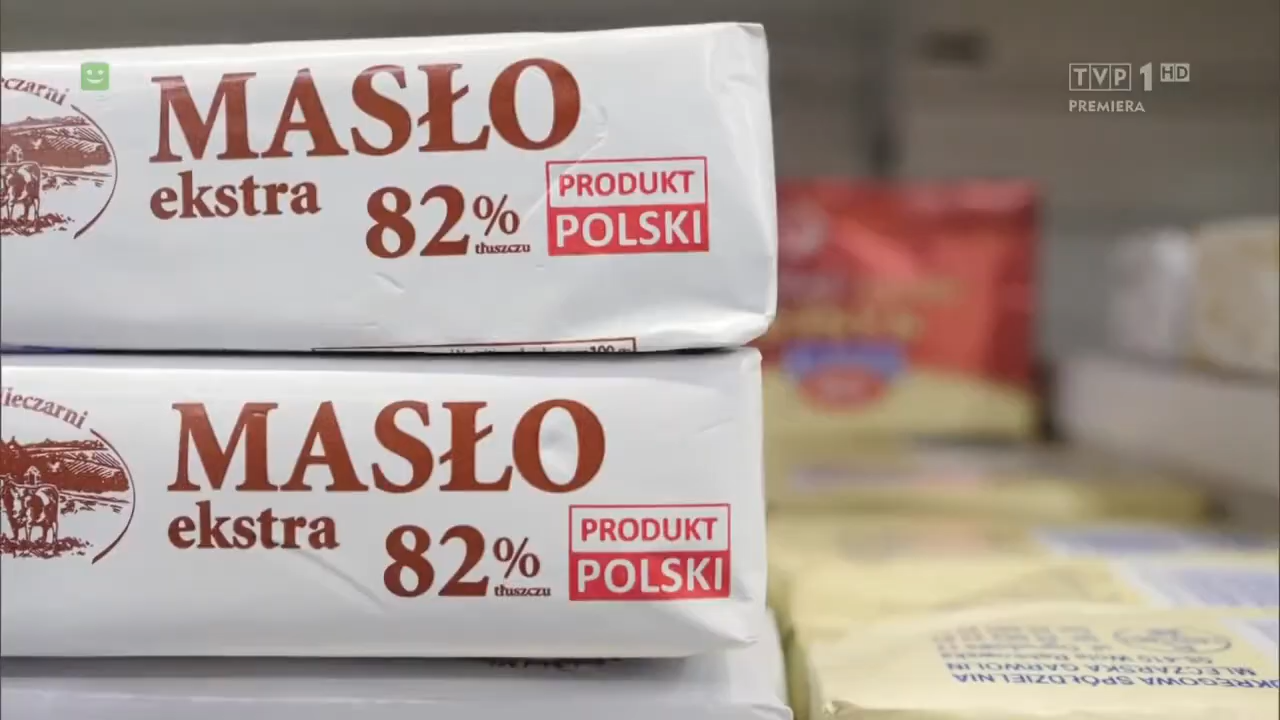 TVP 1 HD
PREMIERA
eczarni
MASŁO
ekstra
82%
tłuszczu
PRODUKT
POLSKI
ieczarni
MASŁO
ekstra
82%
tłuszczu
PRODUKT
POLSKI
OKRĘGOWA SPÓŁDZIELNIA
MLECZARSKA GARWOLIN